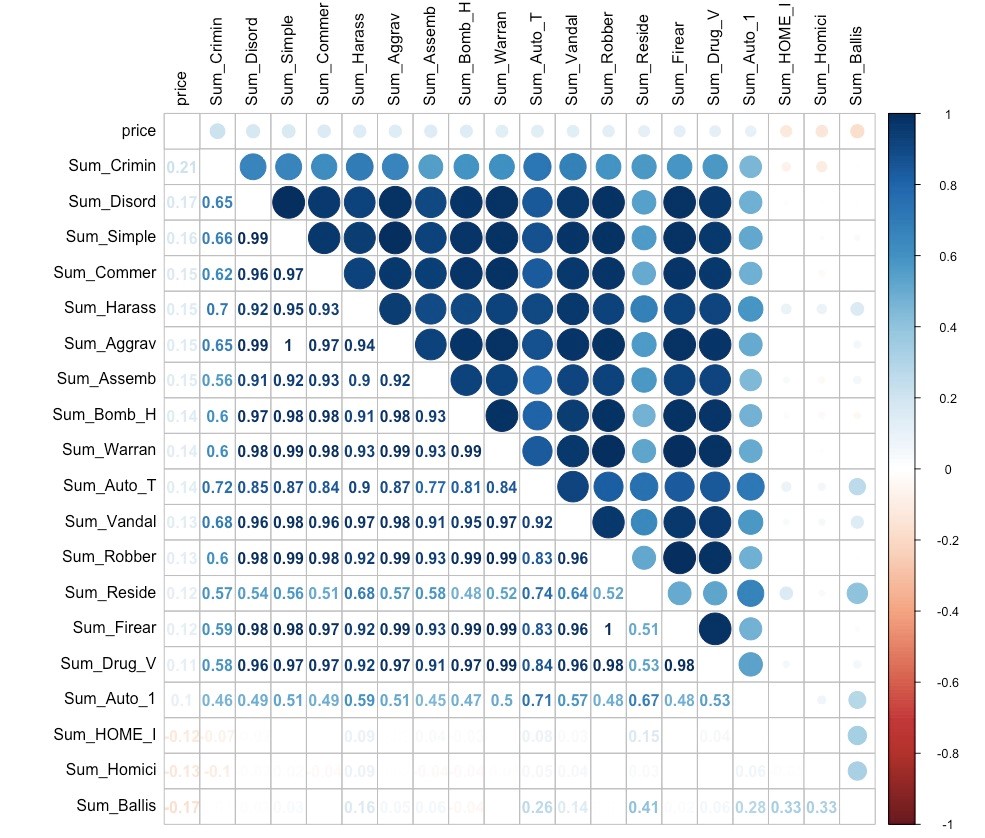 price Sum_Crimin Sum_Disord Sum_Simple Sum_Commer Sum_Harass Sum_Aggrav Sum_Assemb Sum_Bomb_H Sum_Warran Sum_Auto_T Sum_Vandal Sum_Robber Sum_Reside Sum_Firear Sum_Drug_V Sum_Auto_1 Sum_HOME_I Sum_Homici Sum_Ballis
price
Sum_Crimin 0.21
Sum_Disord 0.17 0.65
Sum_Simple 0.16 0.66 0.99
Sum_Commer 0.15 0.62 0.96 0.97
Sum_Harass 0.15 0.7 0.92 0.95 0.93
Sum_Aggrav 0.15 0.65 0.99 1 0.97 0.94
Sum_Assemb 0.15 0.56 0.91 0.92 0.93 0.9 0.92
Sum_Bomb_H 0.14 0.6 0.97 0.98 0.98 0.91 0.98 0.93
Sum_Warran 0.14 0.6 0.98 0.99 0.98 0.93 0.99 0.93 0.99
Sum_Auto_T 0.14 0.72 0.85 0.87 0.84 0.9 0.87 0.77 0.81 0.84
Sum_Vandal 0.13 0.68 0.96 0.98 0.96 0.97 0.98 0.91 0.95 0.97 0.92
Sum_Robber 0.13 0.6 0.98 0.99 0.98 0.92 0.99 0.93 0.99 0.99 0.83 0.96
Sum_Reside 0.12 0.57 0.54 0.56 0.51 0.68 0.57 0.58 0.48 0.52 0.74 0.64 0.52
Sum_Firear 0.12 0.59 0.98 0.98 0.97 0.92 0.99 0.93 0.99 0.99 0.83 0.96 1 0.51
Sum_Drug_V 0.11 0.58 0.96 0.97 0.97 0.92 0.97 0.91 0.97 0.99 0.84 0.96 0.98 0.53 0.98
Sum_Auto_1 0.1 0.46 0.49 0.51 0.49 0.59 0.51 0.45 0.47 0.5 0.71 0.57 0.48 0.67 0.48 0.53
Sum_HOME_I -0.12 -0.07 0.09 0.08 0.15
Sum_Homici -0.13 -0.1 0.09 0.06
Sum_Ballis -0.17 0.16 0.26 0.14 0.41 0.28 0.33 0.33
1
0.8
0.6
0.4
0.2
0
-0.2
-0.4
-0.6
-0.8
-1